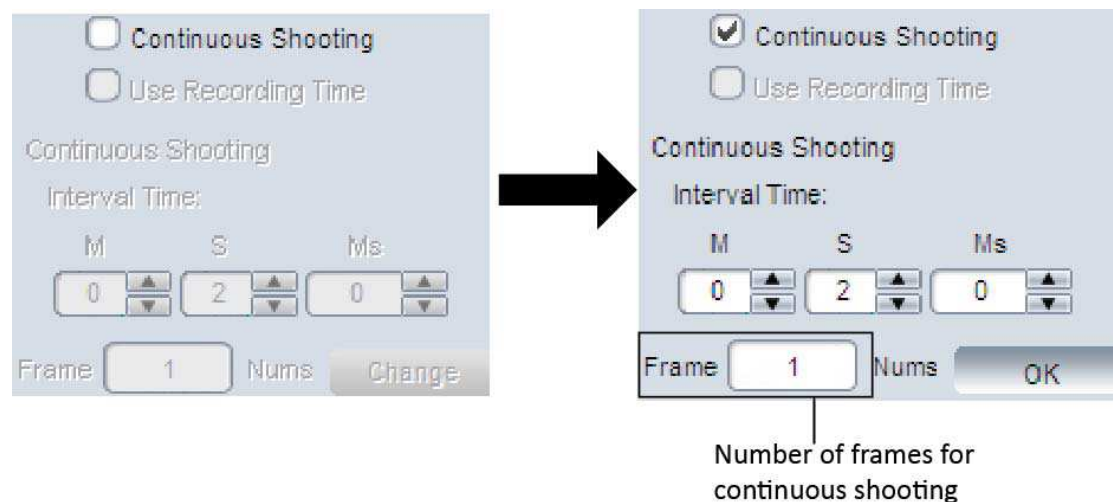 Continuous Shooting
Use Recording Time
Continuous Shooting
Interval Time:
M S Ms
0 2 0
Frame 1 Nums Change
Continuous Shooting
Use Recording Time
Continuous Shooting
Interval Time:
M S Ms
0 2 0
Frame 1 Nums OK
Number of frames for
continuous shooting